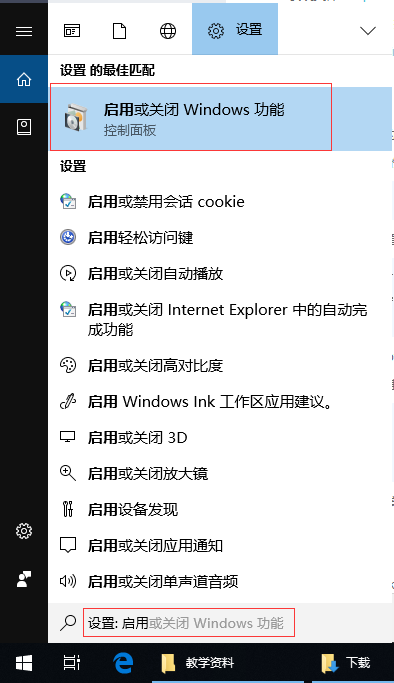 设置
设置 的最佳匹配
启用或关闭 Windows 功能
控制面板
设置
启用或禁用会话 cookie
启用轻松访问键
启用或关闭自动播放
启用或关闭 Internet Explorer 中的自动完
成功能
启用或关闭高对比度
启用 Windows Ink 工作区应用建议。
启用或关闭 3D
启用或关闭放大镜
启用设备发现
启用或关闭应用通知
启用或关闭单声道音频
设置: 启用或关闭 Windows 功能
教学资料
下载